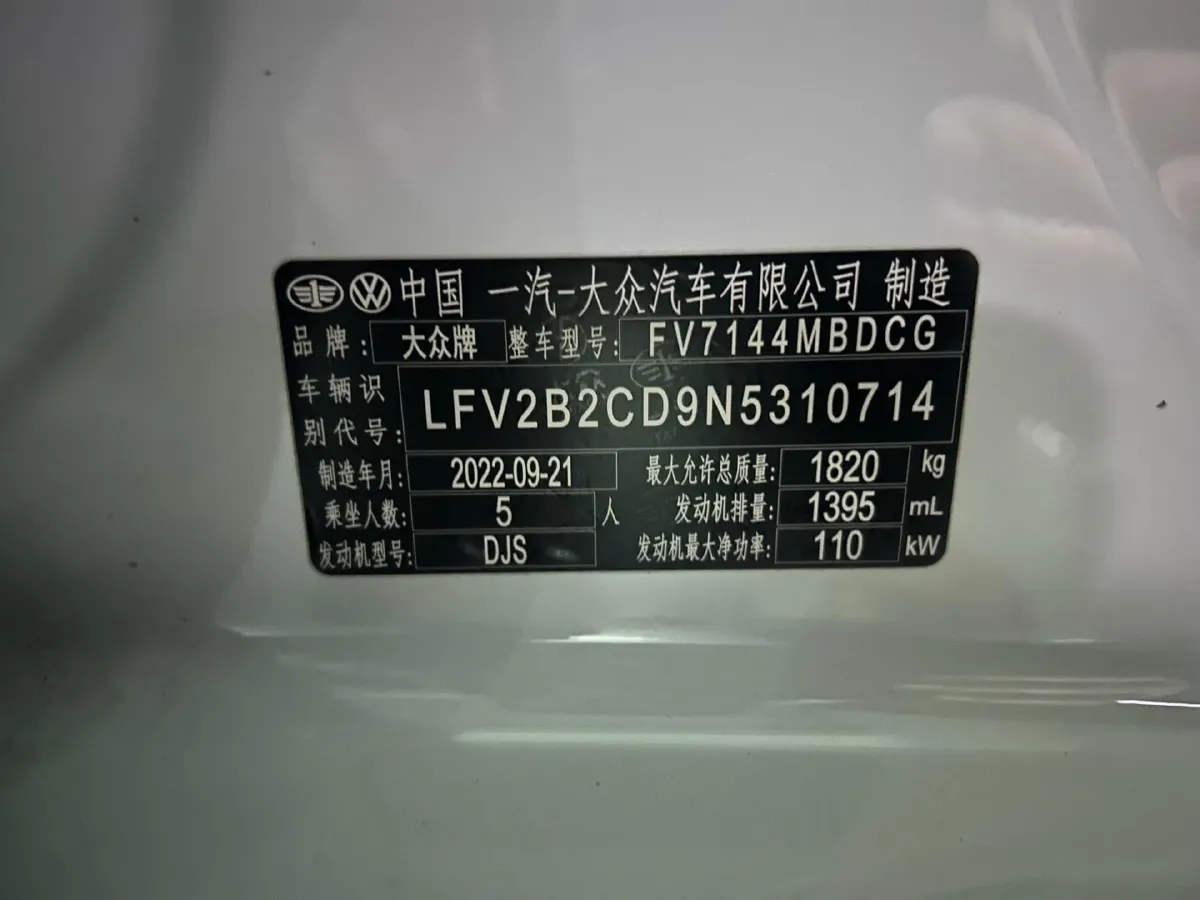 中国 一汽-大众汽车有限公司 制造
品牌: 大众牌 整车型号: FV7144MBDCG
车辆识别代号: LFV2B2CD9N5310714
制造年月: 2022-09-21 最大允许总质量: 1820 kg
乘坐人数: 5 人 发动机排量: 1395 mL
发动机型号: DJS 发动机最大净功率: 110 kW